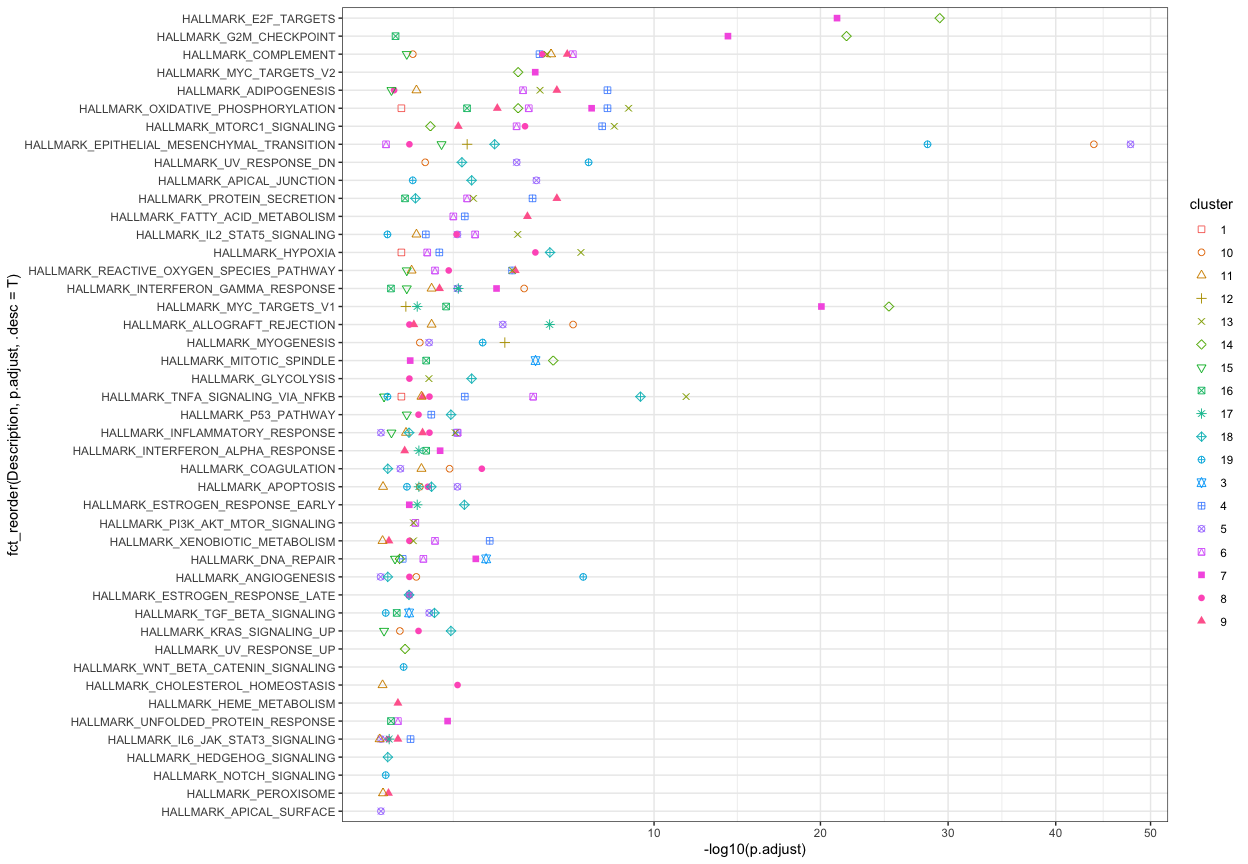 HALLMARK_E2F_TARGETS
HALLMARK_G2M_CHECKPOINT
HALLMARK_COMPLEMENT
HALLMARK_MYC_TARGETS_V2
HALLMARK_ADIPOGENESIS
HALLMARK_OXIDATIVE_PHOSPHORYLATION
HALLMARK_MTORC1_SIGNALING
HALLMARK_EPITHELIAL_MESENCHYMAL_TRANSITION
HALLMARK_UV_RESPONSE_DN
HALLMARK_APICAL_JUNCTION
HALLMARK_PROTEIN_SECRETION
HALLMARK_FATTY_ACID_METABOLISM
HALLMARK_IL2_STAT5_SIGNALING
HALLMARK_HYPOXIA
HALLMARK_REACTIVE_OXYGEN_SPECIES_PATHWAY
HALLMARK_INTERFERON_GAMMA_RESPONSE
HALLMARK_MYC_TARGETS_V1
HALLMARK_ALLOGRAFT_REJECTION
HALLMARK_MYOGENESIS
HALLMARK_MITOTIC_SPINDLE
HALLMARK_GLYCOLYSIS
HALLMARK_TNFA_SIGNALING_VIA_NFKB
HALLMARK_P53_PATHWAY
HALLMARK_INFLAMMATORY_RESPONSE
HALLMARK_INTERFERON_ALPHA_RESPONSE
HALLMARK_COAGULATION
HALLMARK_APOPTOSIS
HALLMARK_ESTROGEN_RESPONSE_EARLY
HALLMARK_PI3K_AKT_MTOR_SIGNALING
HALLMARK_XENOBIOTIC_METABOLISM
HALLMARK_DNA_REPAIR
HALLMARK_ANGIOGENESIS
HALLMARK_ESTROGEN_RESPONSE_LATE
HALLMARK_TGF_BETA_SIGNALING
HALLMARK_KRAS_SIGNALING_UP
HALLMARK_UV_RESPONSE_UP
HALLMARK_WNT_BETA_CATENIN_SIGNALING
HALLMARK_CHOLESTEROL_HOMEOSTASIS
HALLMARK_HEME_METABOLISM
HALLMARK_UNFOLDED_PROTEIN_RESPONSE
HALLMARK_IL6_JAK_STAT3_SIGNALING
HALLMARK_HEDGEHOG_SIGNALING
HALLMARK_NOTCH_SIGNALING
HALLMARK_PEROXISOME
HALLMARK_APICAL_SURFACE
fct_reorder(Description, p.adjust, .desc = T)
10 20 30 40 50
-log10(p.adjust)
cluster
1
10
11
12
13
14
15
16
17
18
19
3
4
5
6
7
8
9